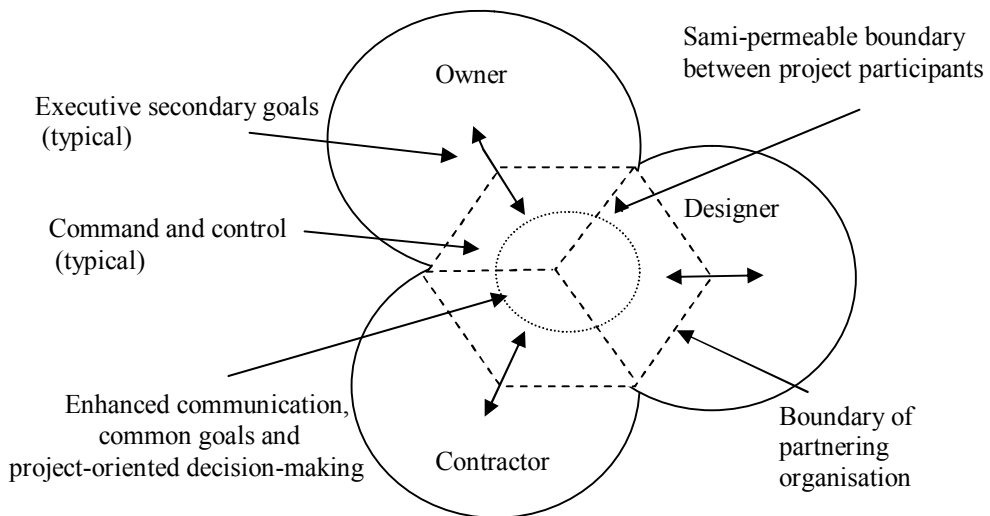 Owner
Sami-permeable boundary
between project participants
Executive secondary goals
(typical)
Designer
Command and control
(typical)
Enhanced communication,
common goals and
project-oriented decision-making
Contractor
Boundary of
partnering
organisation